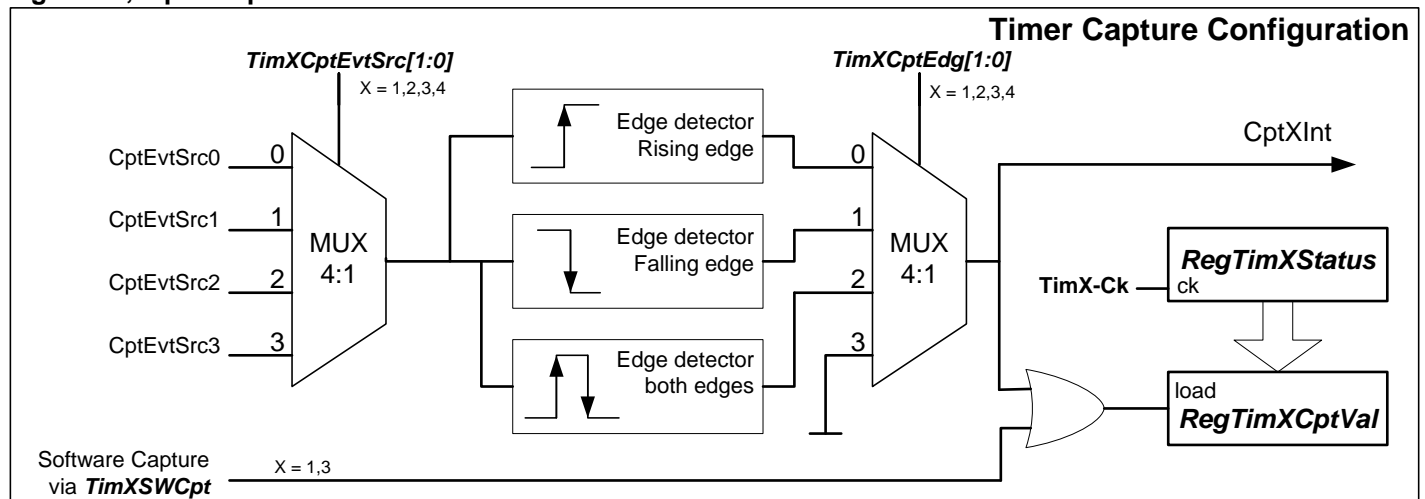 Timer Capture Configuration
TimXCptEvtSrc[1:0]
X = 1,2,3,4
TimXCptEdg[1:0]
X = 1,2,3,4
Edge detector
Rising edge
CptXInt
CptEvtSrc0
0
0
CptEvtSrc1
1
1
MUX
4:1
Edge detector
Falling edge
MUX
4:1
RegTimXStatus
TimX-Ck
ck
CptEvtSrc2
2
2
CptEvtSrc3
3
3
Edge detector
both edges
load
RegTimXCptVal
Software Capture
via TimXSWCpt
X = 1,3